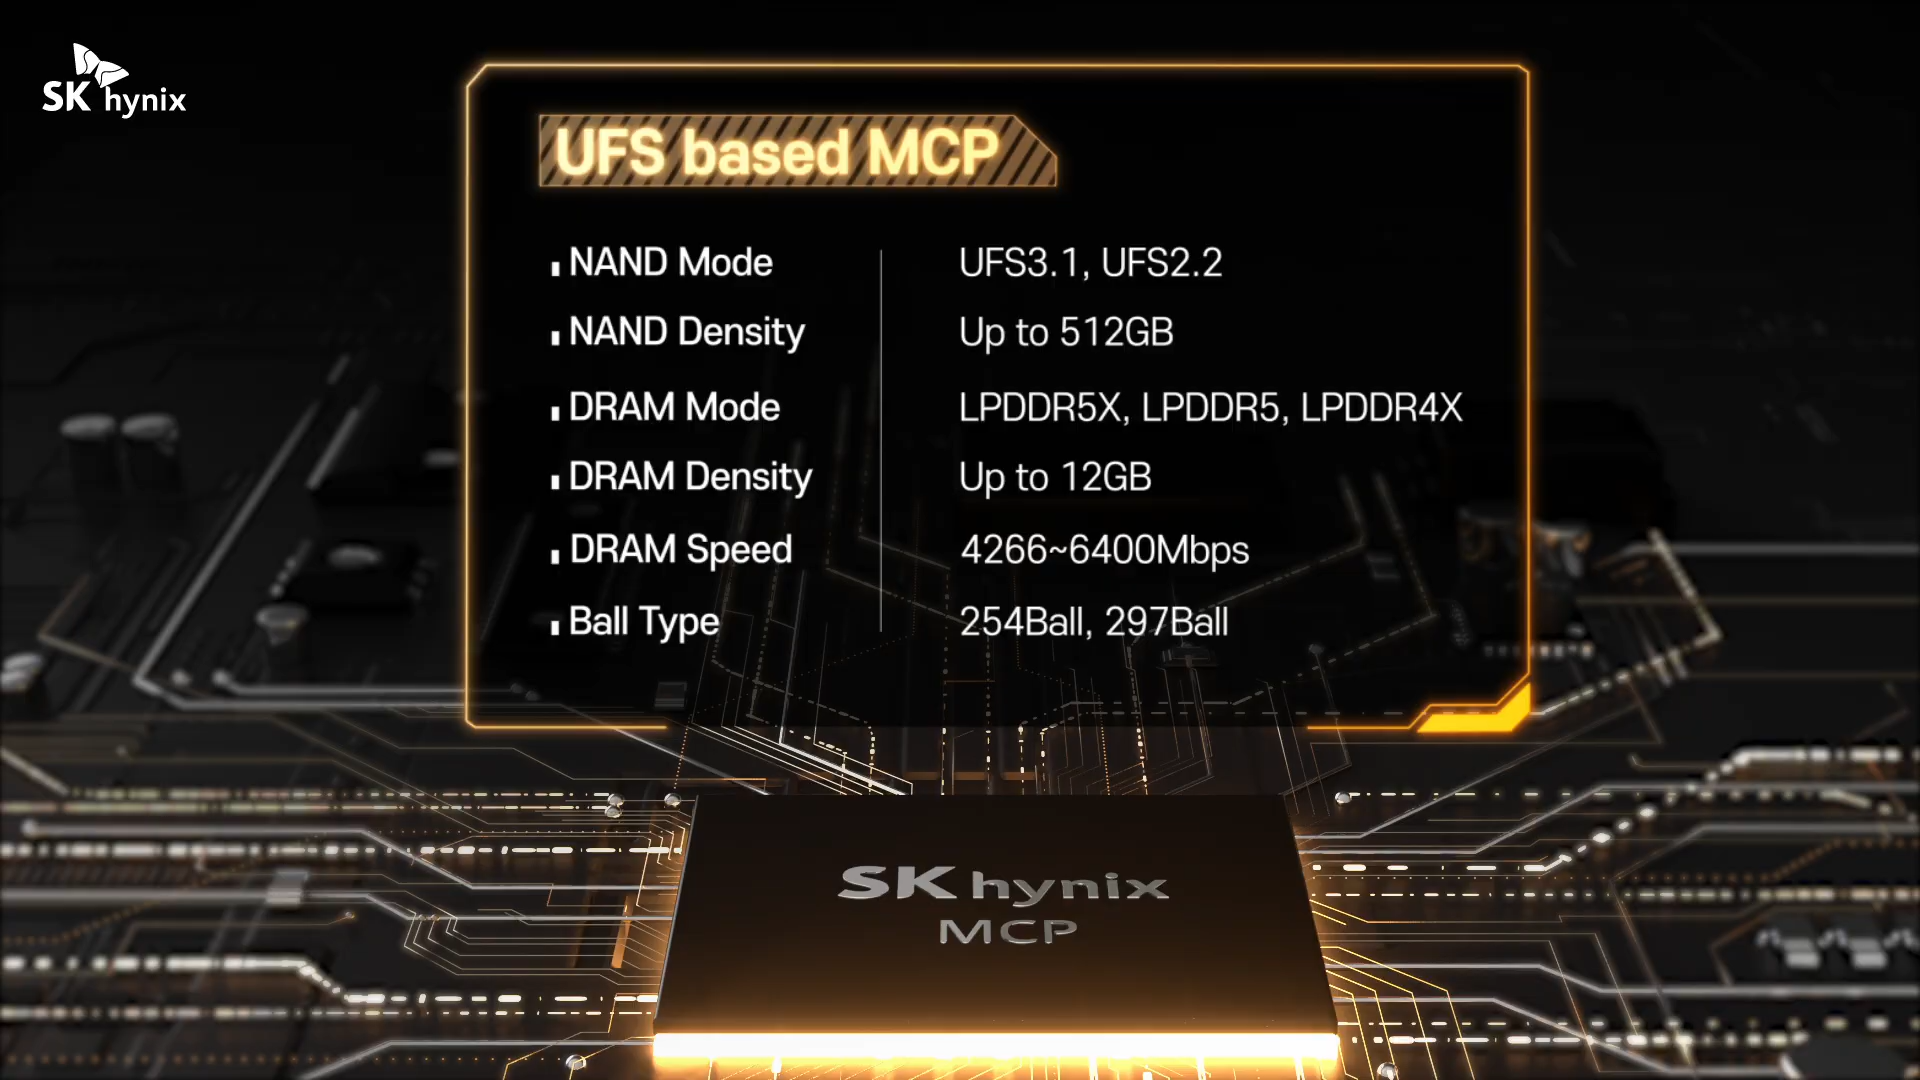 SK hynix
UFS based MCP
NAND Mode UFS3.1, UFS2.2
NAND Density Up to 512GB
DRAM Mode LPDDR5X, LPDDR5, LPDDR4X
DRAM Density Up to 12GB
DRAM Speed 4266~6400Mbps
Ball Type 254Ball, 297Ball
SK hynix
MCP